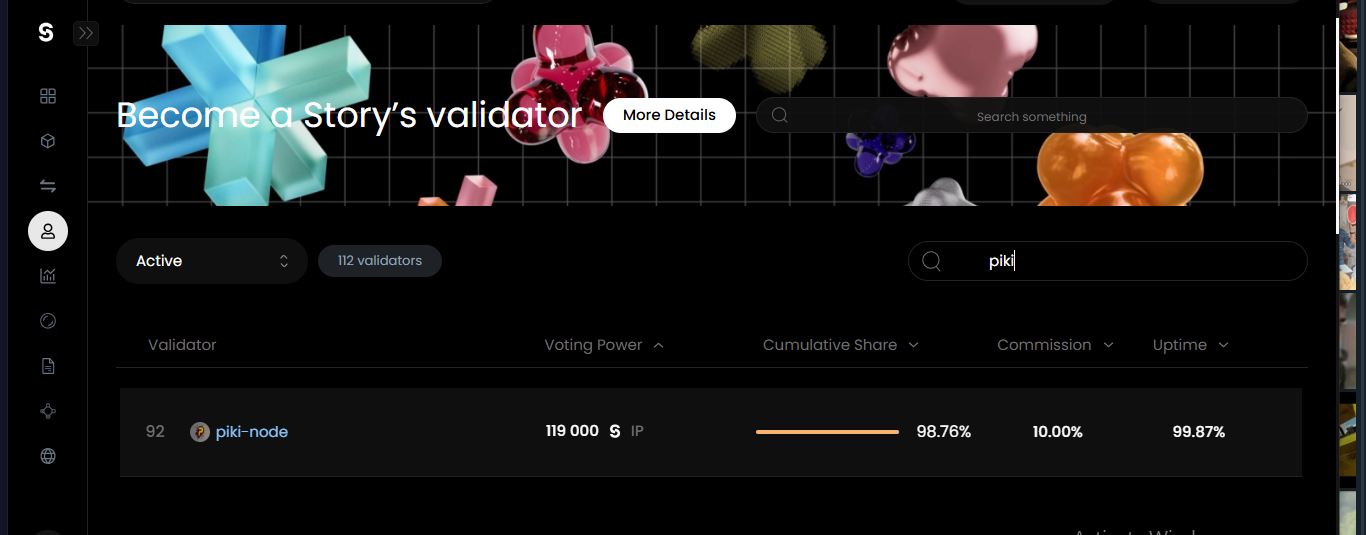 Become a Story's validator
More Details
Search something
Active
112 validators
piki
Validator
Voting Power
Cumulative Share
Commission
Uptime
92
piki-node
119 000
IP
98.76%
10.00%
99.87%